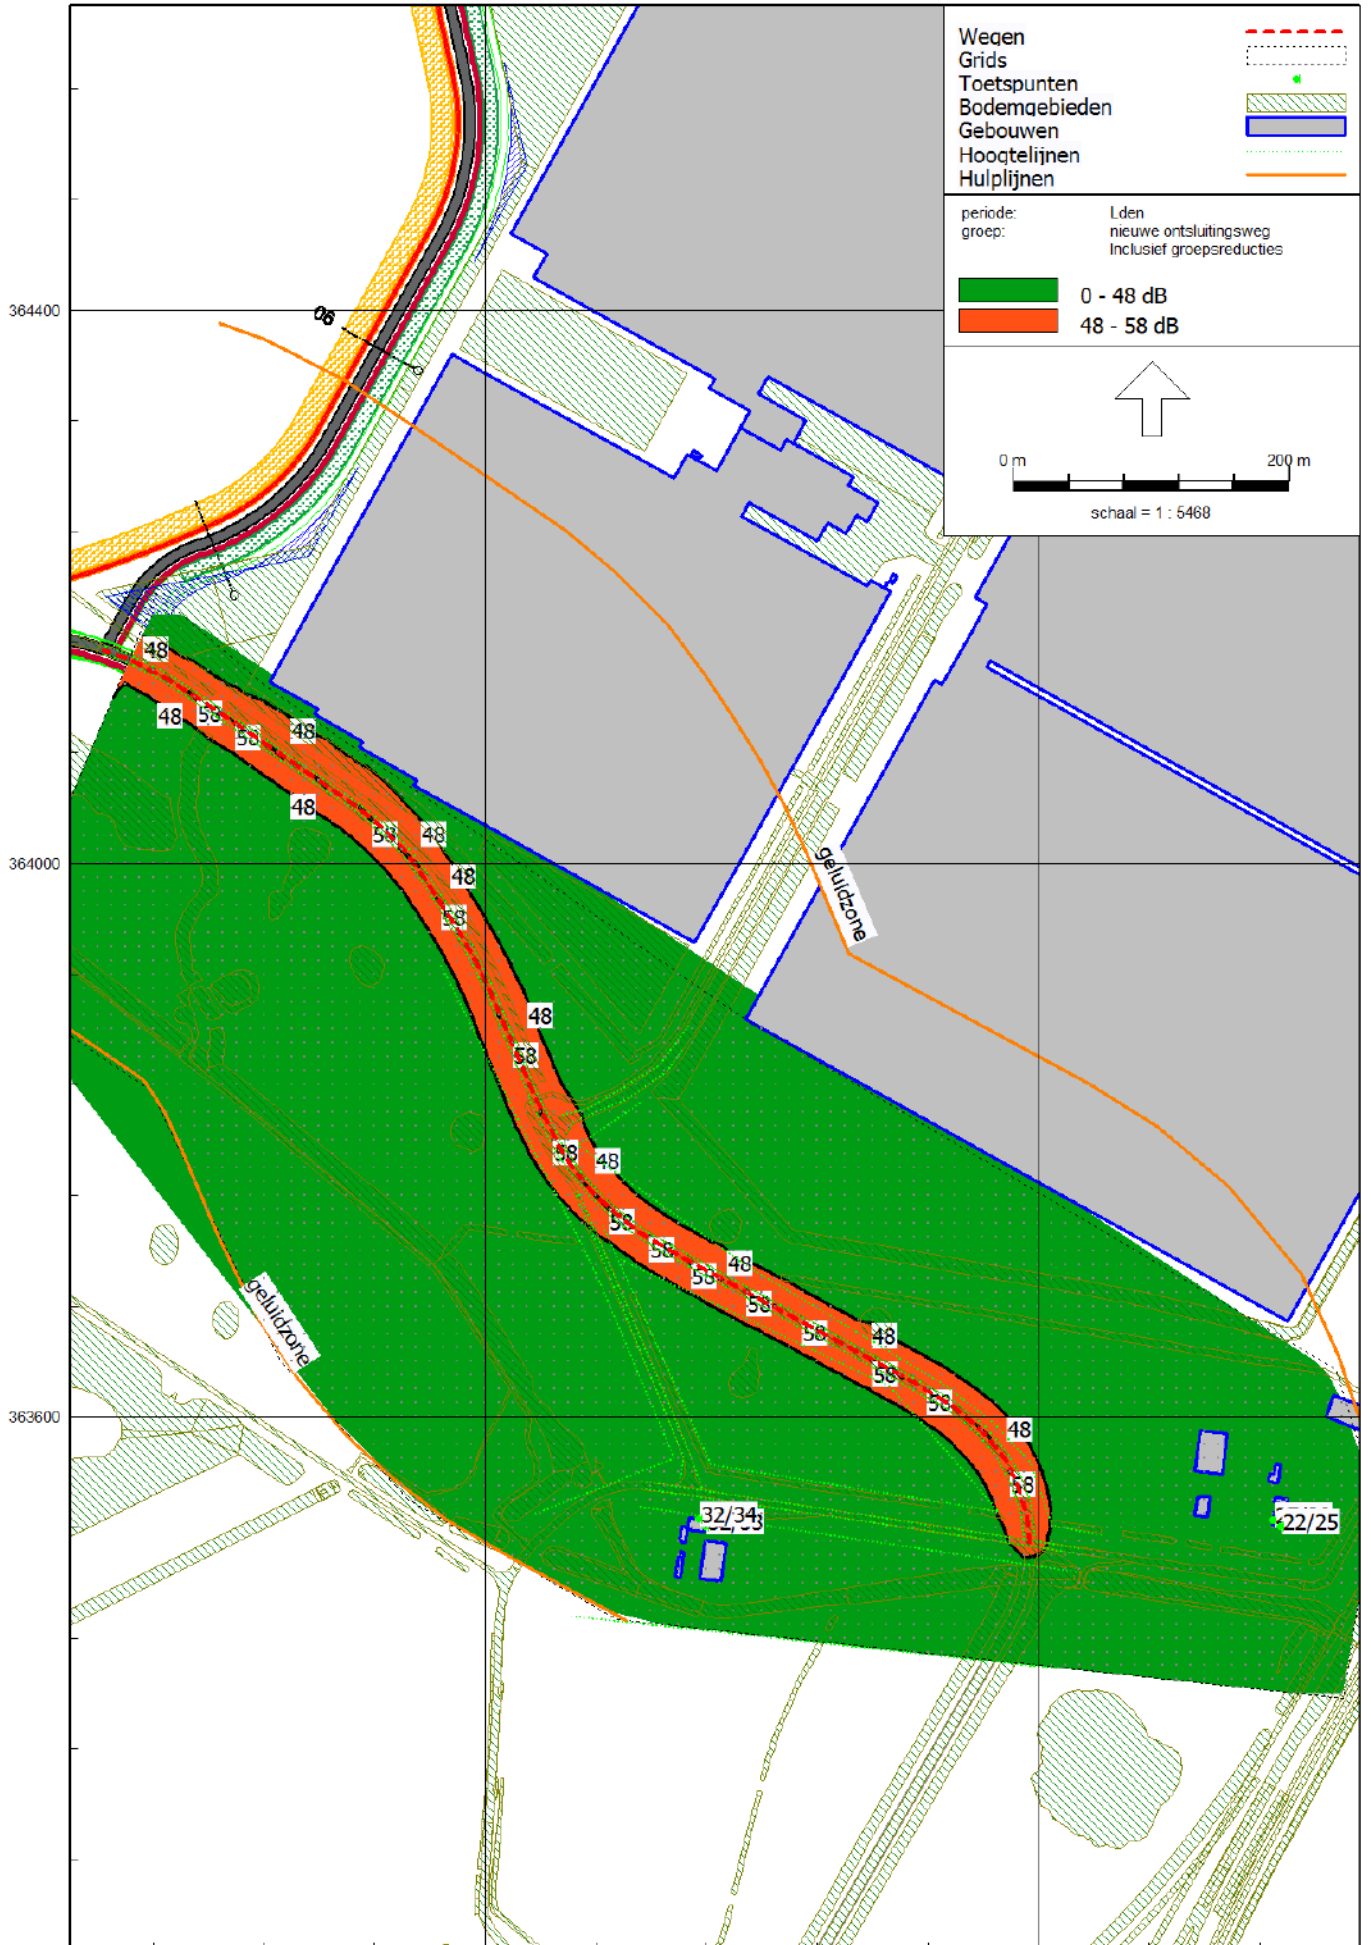 Wegen
Grids
Toetspunten
Bodemgebieden
Gebouwen
Hoogtelijnen
Hulplijnen
periode: Lden
groep: nieuwe ontsluitingsweg
Inclusief groepsreducties
0 - 48 dB
48 - 58 dB
0 m 200 m
schaal = 1 : 5468
364400
06
48
48
58
58
48
48
58
48
364000
48
geluidzone
58
48
58
58
48
58
58
48
58
58
geluidzone
58
48
58
58
363600
48
58
32/34
22/25